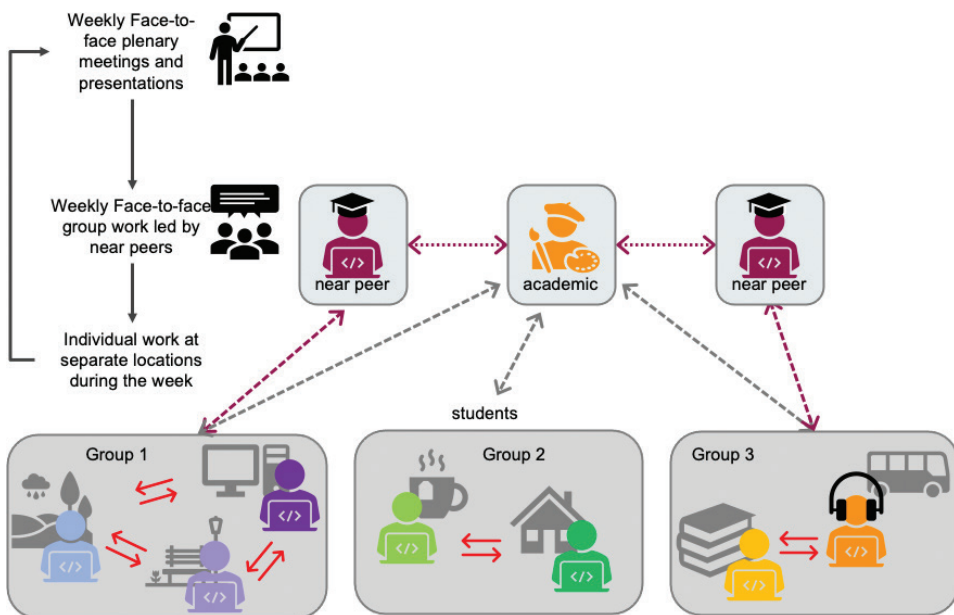 Weekly Face-to-
face plenary
meetings and
presentations
Weekly Face-to-face
group work led by
near peers
Individual work at
separate locations
during the week
</>
near peer
academic
</>
near peer
students
Group 1
</>
</>
</>
Group 2
</>
</>
Group 3
</>
</>